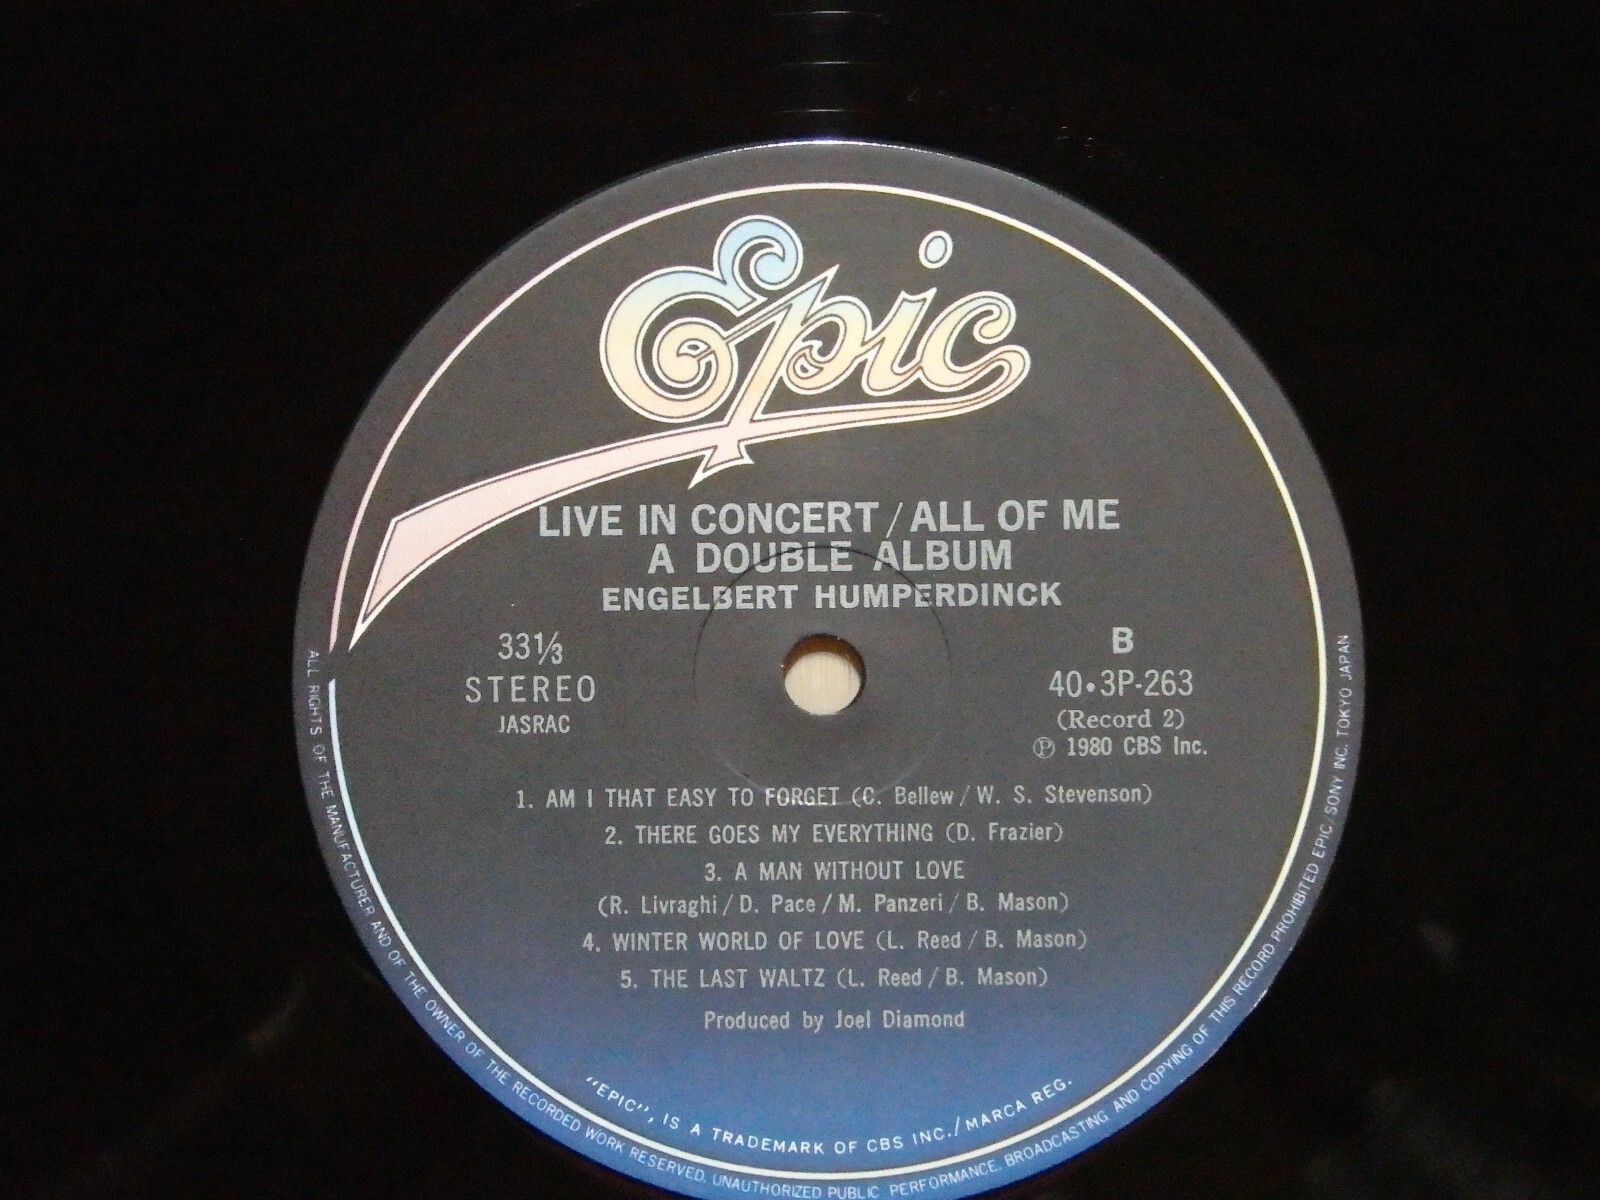 Epic
LIVE IN CONCERT / ALL OF ME
A DOUBLE ALBUM
ENGELBERT HUMPERDINCK
33⅓
STEREO
JASRAC
B
40•3P-263
(Record 2)
Ⓟ 1980 CBS Inc.
1. AM I THAT EASY TO FORGET (C. Bellew / W. S. Stevenson)
2. THERE GOES MY EVERYTHING (D. Frazier)
3. A MAN WITHOUT LOVE
(R. Livraghi / D. Pace / M. Panzeri / B. Mason)
4. WINTER WORLD OF LOVE (L. Reed / B. Mason)
5. THE LAST WALTZ (L. Reed / B. Mason)
Produced by Joel Diamond
"EPIC", IS A TRADEMARK OF CBS INC./MARCA REG.
ALL RIGHTS OF THE MANUFACTURER AND OF THE OWNER OF THE RECORDED WORK RESERVED. UNAUTHORIZED PUBLIC PERFORMANCE, BROADCASTING AND COPYING OF THIS RECORD PROHIBITED EPIC/SONY INC. TOKYO JAPAN